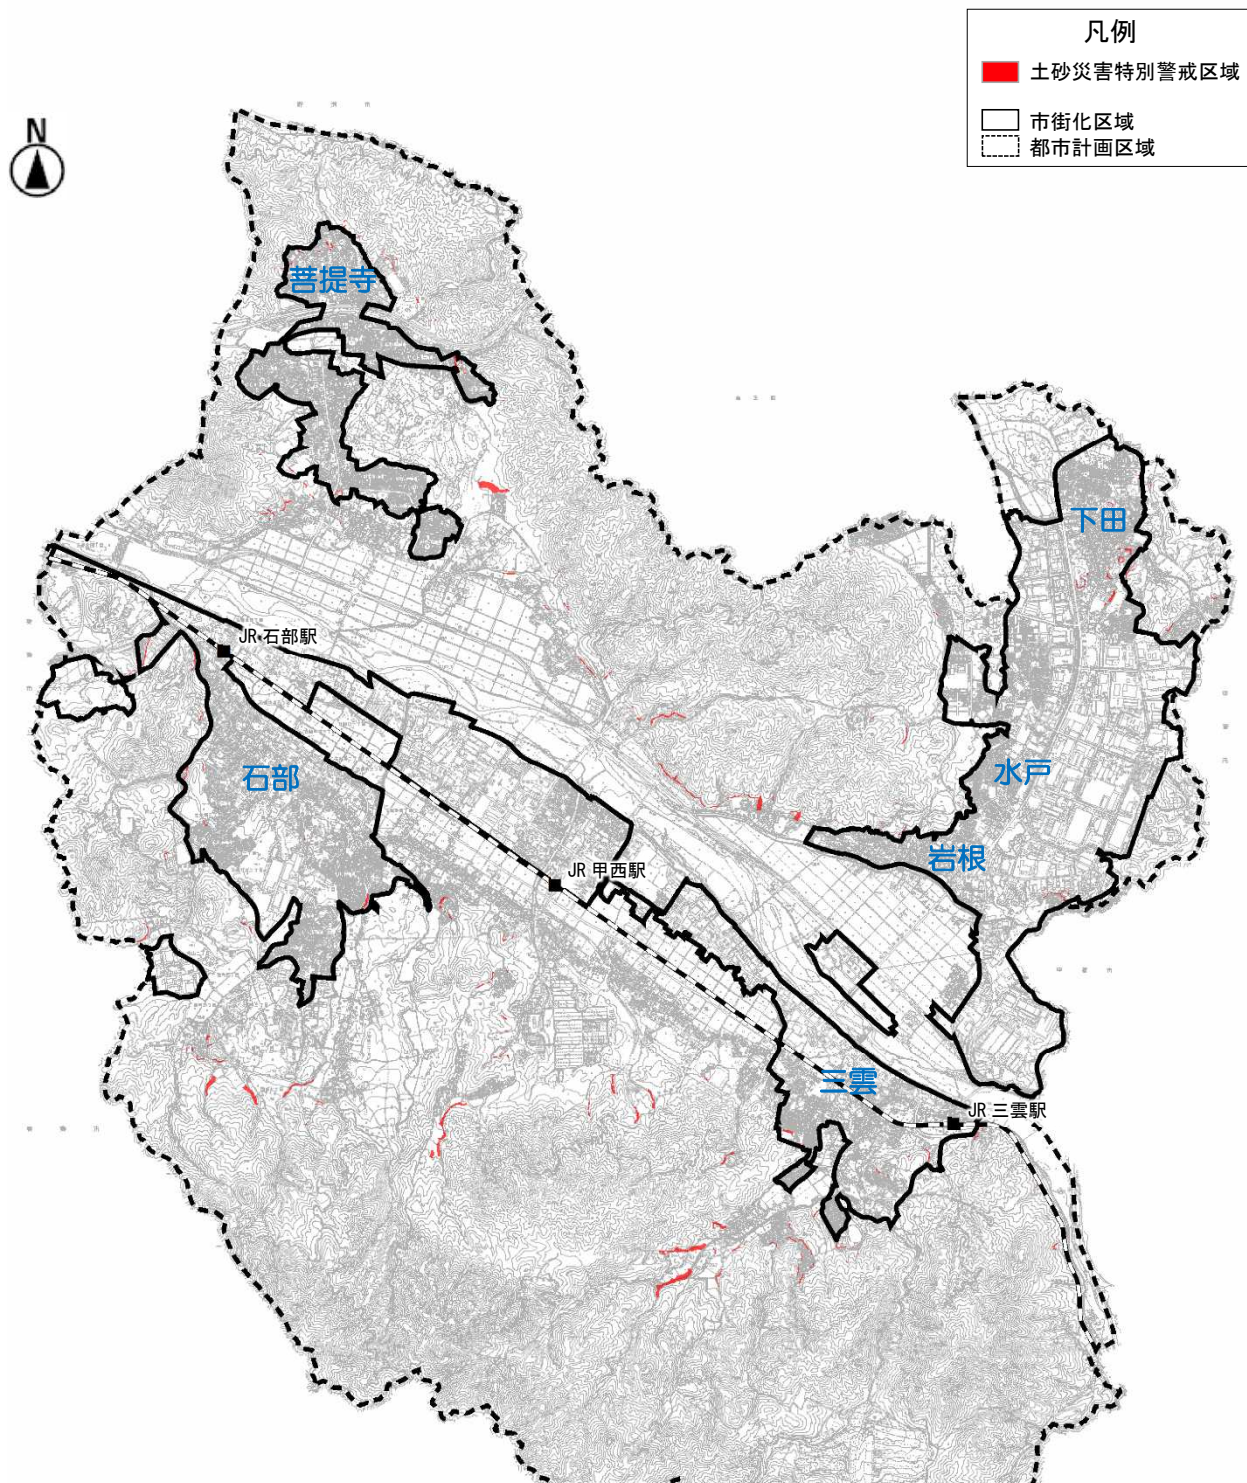 凡例
土砂災害特別警戒区域
市街化区域
都市計画区域
N
菩提寺
下田
JR 石部駅
石部
水戸
岩根
JR 甲西駅
三雲
JR 三雲駅